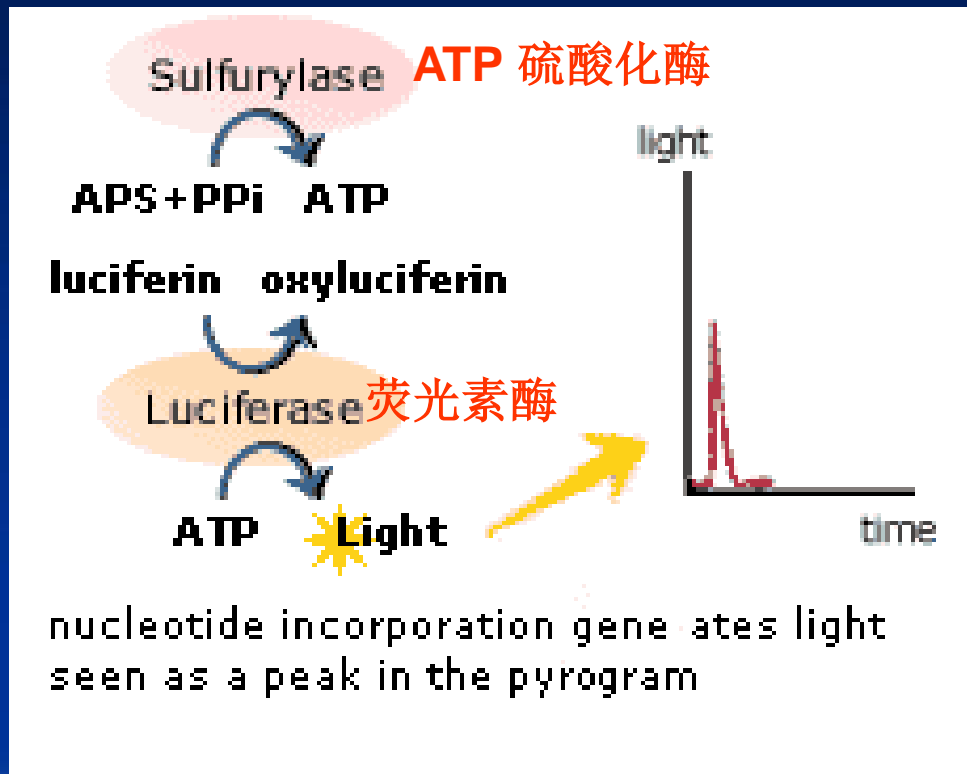 Sulfurylase ATP 硫酸化酶
APS+PPi ATP
luciferin oxyluciferin
Luciferase 荧光素酶
ATP Light
light
time
nucleotide incorporation gene ates light
seen as a peak in the pyrogram